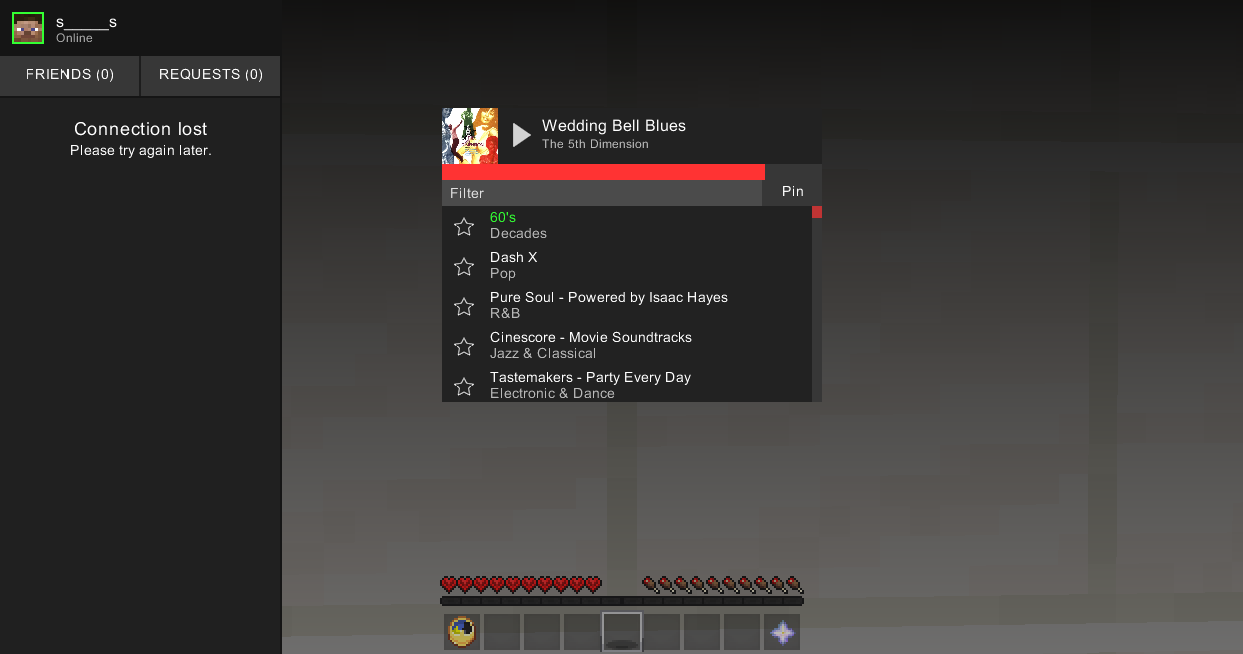 s______s
Online
FRIENDS (0)
REQUESTS (0)
Connection lost
Please try again later.
Wedding Bell Blues
The 5th Dimension
Filter
Pin
60's
Decades
Dash X
Pop
Pure Soul - Powered by Isaac Hayes
R&B
Cinescore - Movie Soundtracks
Jazz & Classical
Tastemakers - Party Every Day
Electronic & Dance